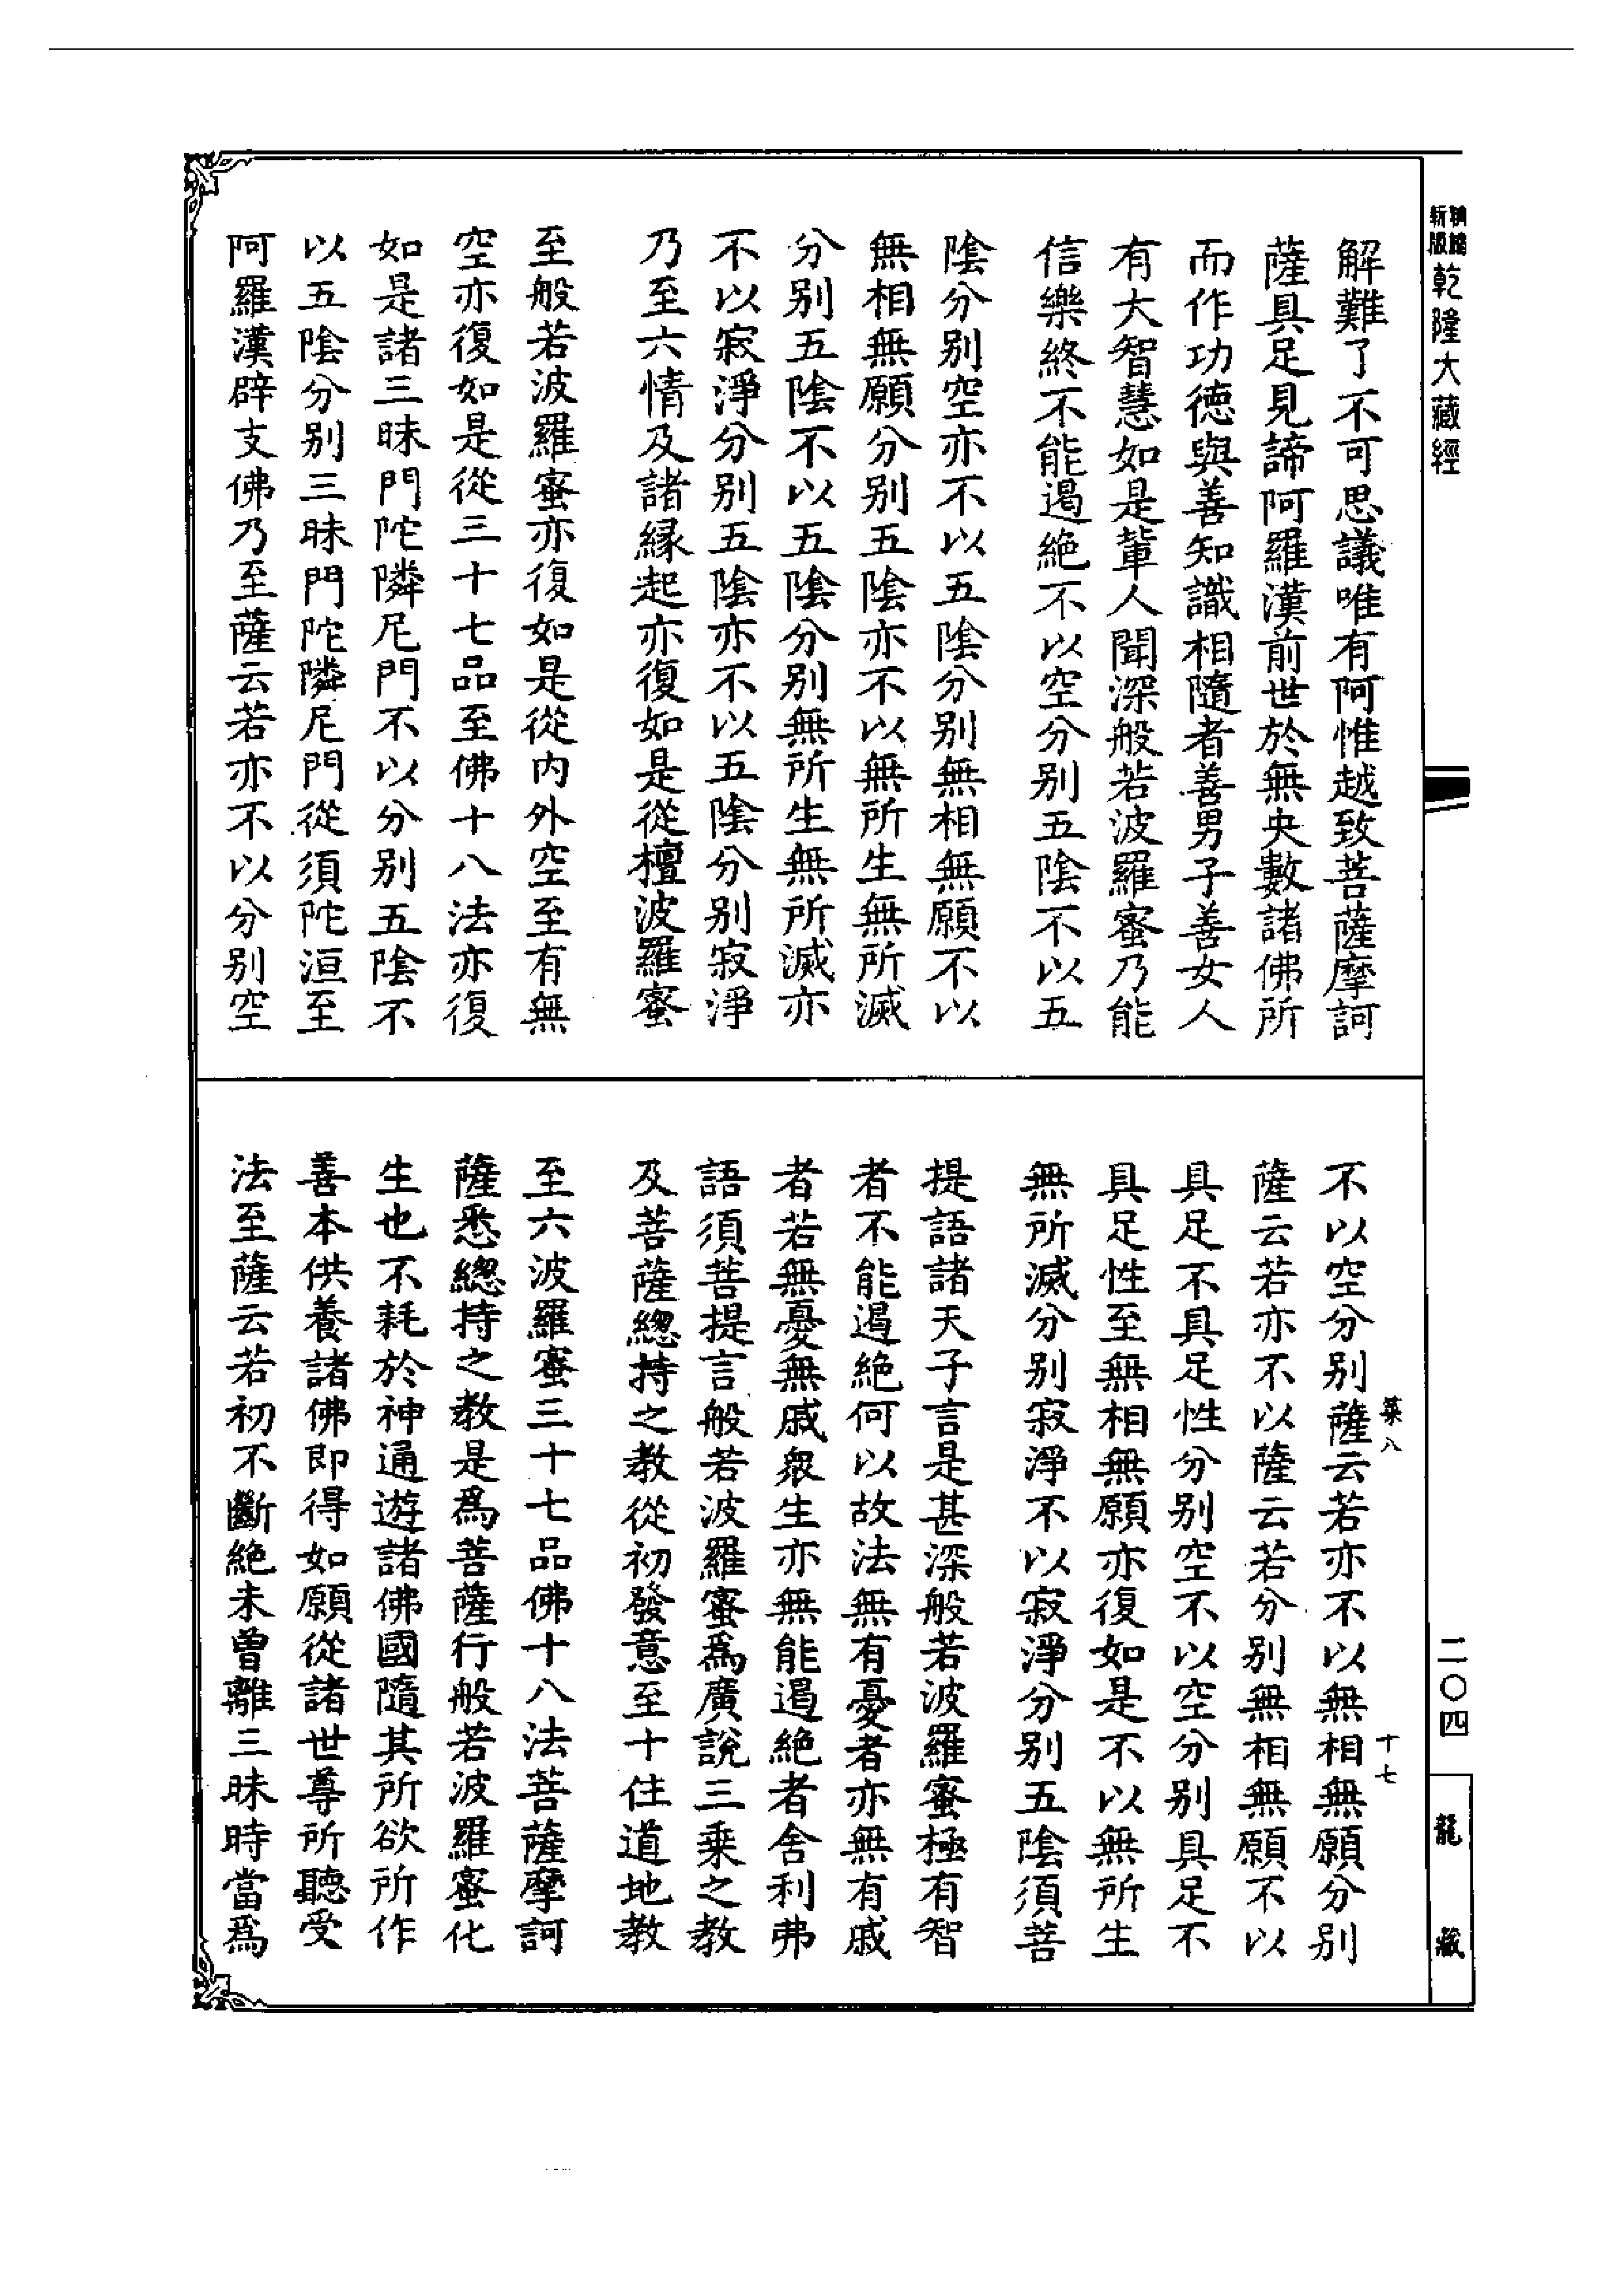 乾隆大藏經
解難了不可思議唯有阿惟越致菩薩摩訶
薩具足見諦阿羅漢前世於無央數諸佛所
而作功德與善知識相隨者善男子善女人
有大智慧如是輩人聞深般若波羅蜜乃能
信樂終不能遏絕不以空分別五陰不以五
陰分別空亦不以五陰分別無相無願不以
無相無願分別五陰亦不以無所生無所滅
分別五陰不以五陰分別無所生無所滅亦
不以寂淨分別五陰亦不以五陰分別寂淨
乃至六情及諸緣起亦復如是從檀波羅蜜
至般若波羅蜜亦復如是從內外空至有無
空亦復如是從三十七品至佛十八法亦復
如是諸三昧門陀隣尼門不以分別五陰不
以五陰分別三昧門陀隣尼門從須陀洹至
阿羅漢辟支佛乃至薩云若亦不以分別空
不以空分別薩云若亦不以無相無願分別
薩云若亦不以薩云若分別無相無願不以
具足不具足性分別空不以空分別具足不
具足性至無相無願亦復如是不以無所生
無所滅分別寂淨不以寂淨分別五陰須菩
提語諸天子言是甚深般若波羅蜜極有智
者不能遏絕何以故法無有憂者亦無有慼
者若無憂無慼眾生亦無能遏絕者舍利弗
語須菩提言般若波羅蜜爲廣說三乘之教
及菩薩總持之教從初發意至十住道地教
至六波羅蜜三十七品佛十八法菩薩摩訶
薩悉總持之教是爲菩薩行般若波羅蜜化
生也不耗於神通遊諸佛國隨其所欲所作
善本供養諸佛即得如願從諸世尊所聽受
法至薩云若初不斷絕未曾離三昧時當爲
築八
十七
二〇四
龍藏